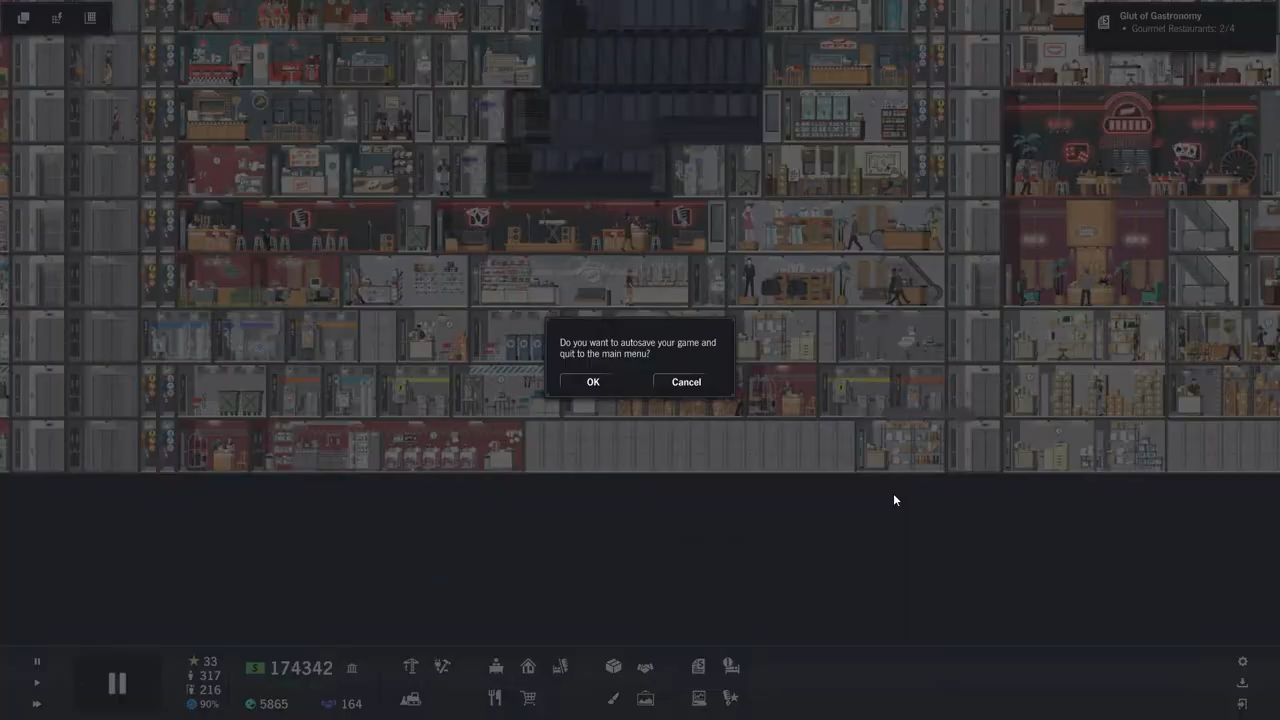 Glut of Gastronomy
• Gourmet Restaurants: 2/4
Do you want to autosave your game and
quit to the main menu?
OK
Cancel
33
317
216
90%
$ 174342
5865
164